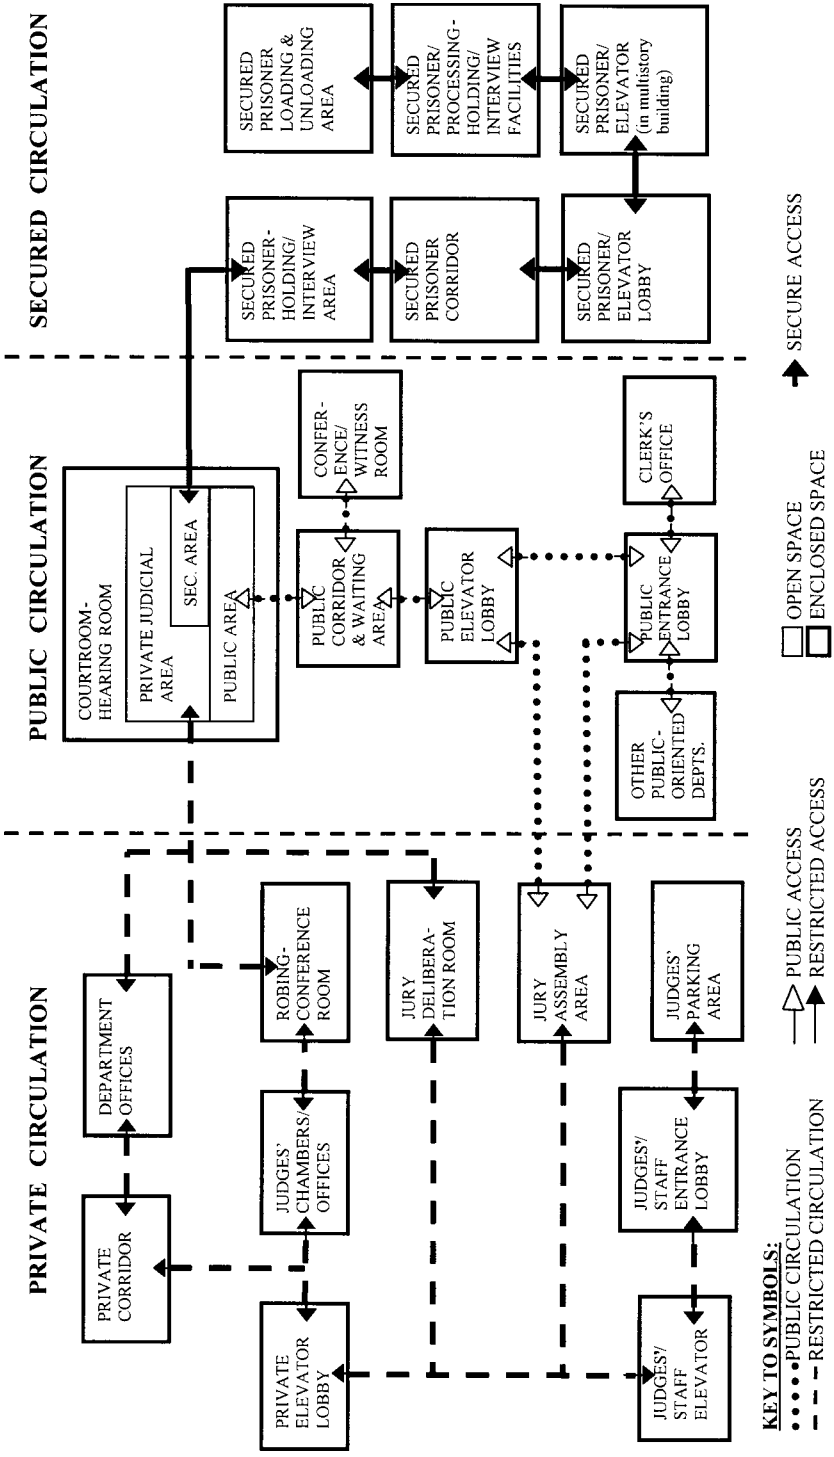 PRIVATE CIRCULATION
PUBLIC CIRCULATION
SECURED CIRCULATION
PRIVATE
CORRIDOR
DEPARTMENT
OFFICES
PRIVATE
ELEVATOR
LOBBY
JUDGES'
CHAMBERS/
OFFICES
ROBING-
CONFERENCE
ROOM
JURY
DELIBERA-
TION ROOM
JURY
ASSEMBLY
AREA
JUDGES'/
STAFF
ELEVATOR
JUDGES'/
STAFF
ENTRANCE
LOBBY
JUDGES'
PARKING
AREA
COURTROOM-
HEARING ROOM
PRIVATE JUDICIAL
AREA
SEC. AREA
PUBLIC AREA
PUBLIC
CORRIDOR
& WAITING
AREA
CONFER-
ENCE/
WITNESS
ROOM
PUBLIC
ELEVATOR
LOBBY
OTHER
PUBLIC-
ORIENTED
DEPTS.
PUBLIC
ENTRANCE
LOBBY
CLERK'S
OFFICE
SECURED
PRISONER-
HOLDING/
INTERVIEW
AREA
SECURED
PRISONER
LOADING &
UNLOADING
AREA
SECURED
PRISONER
CORRIDOR
SECURED
PRISONER/
PROCESSING-
HOLDING/
INTERVIEW
FACILITIES
SECURED
PRISONER/
ELEVATOR
LOBBY
SECURED
PRISONER/
ELEVATOR
(in multistory
building)
KEY TO SYMBOLS:
PUBLIC CIRCULATION
RESTRICTED CIRCULATION
PUBLIC ACCESS
RESTRICTED ACCESS
OPEN SPACE
ENCLOSED SPACE
SECURE ACCESS